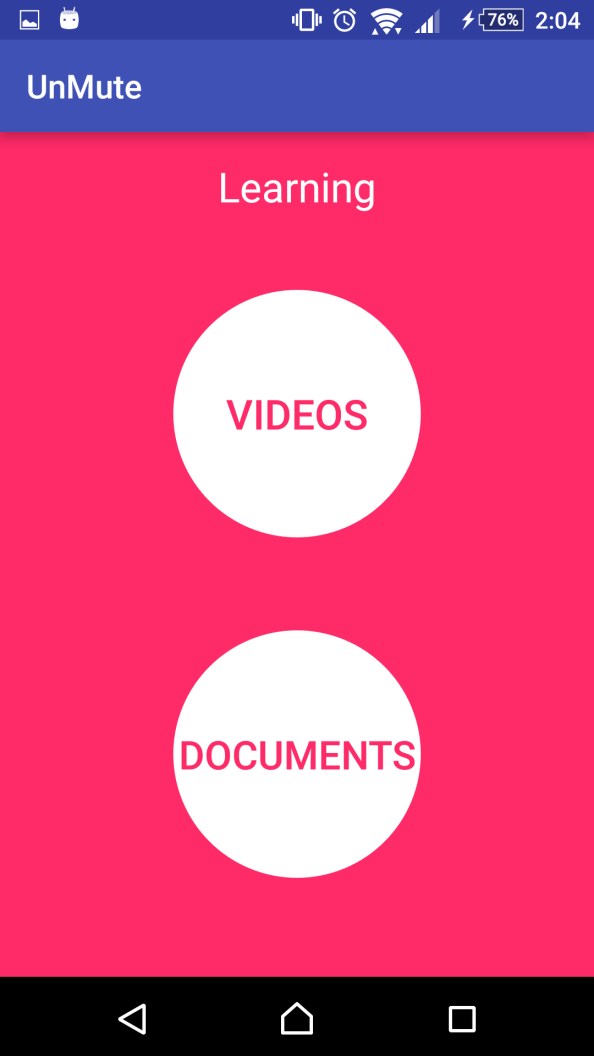 76% 2:04
UnMute
Learning
VIDEOS
DOCUMENTS